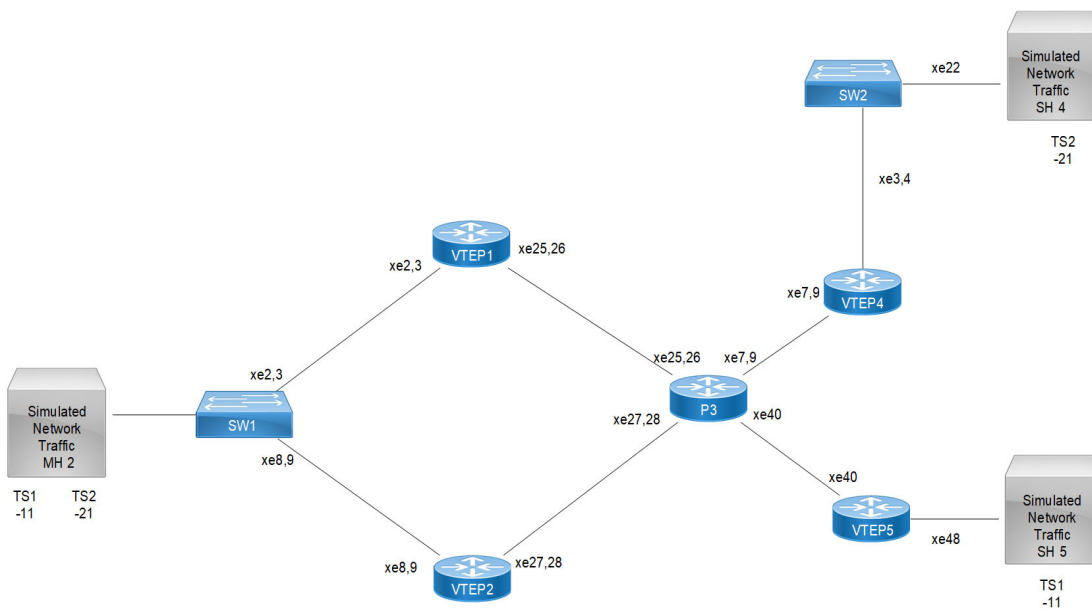 Simulated
Network
Traffic
SH 4
TS2
-21
xe22
SW2
xe3,4
VTEP1
xe25,26
xe2,3
xe7,9
VTEP4
xe25,26
xe7,9
xe2,3
Simulated
Network
Traffic
MH 2
TS1 TS2
-11 -21
SW1
P3
xe27,28
xe40
xe8,9
xe40
VTEP5
xe48
Simulated
Network
Traffic
SH 5
TS1
-11
xe8,9
xe27,28
VTEP2